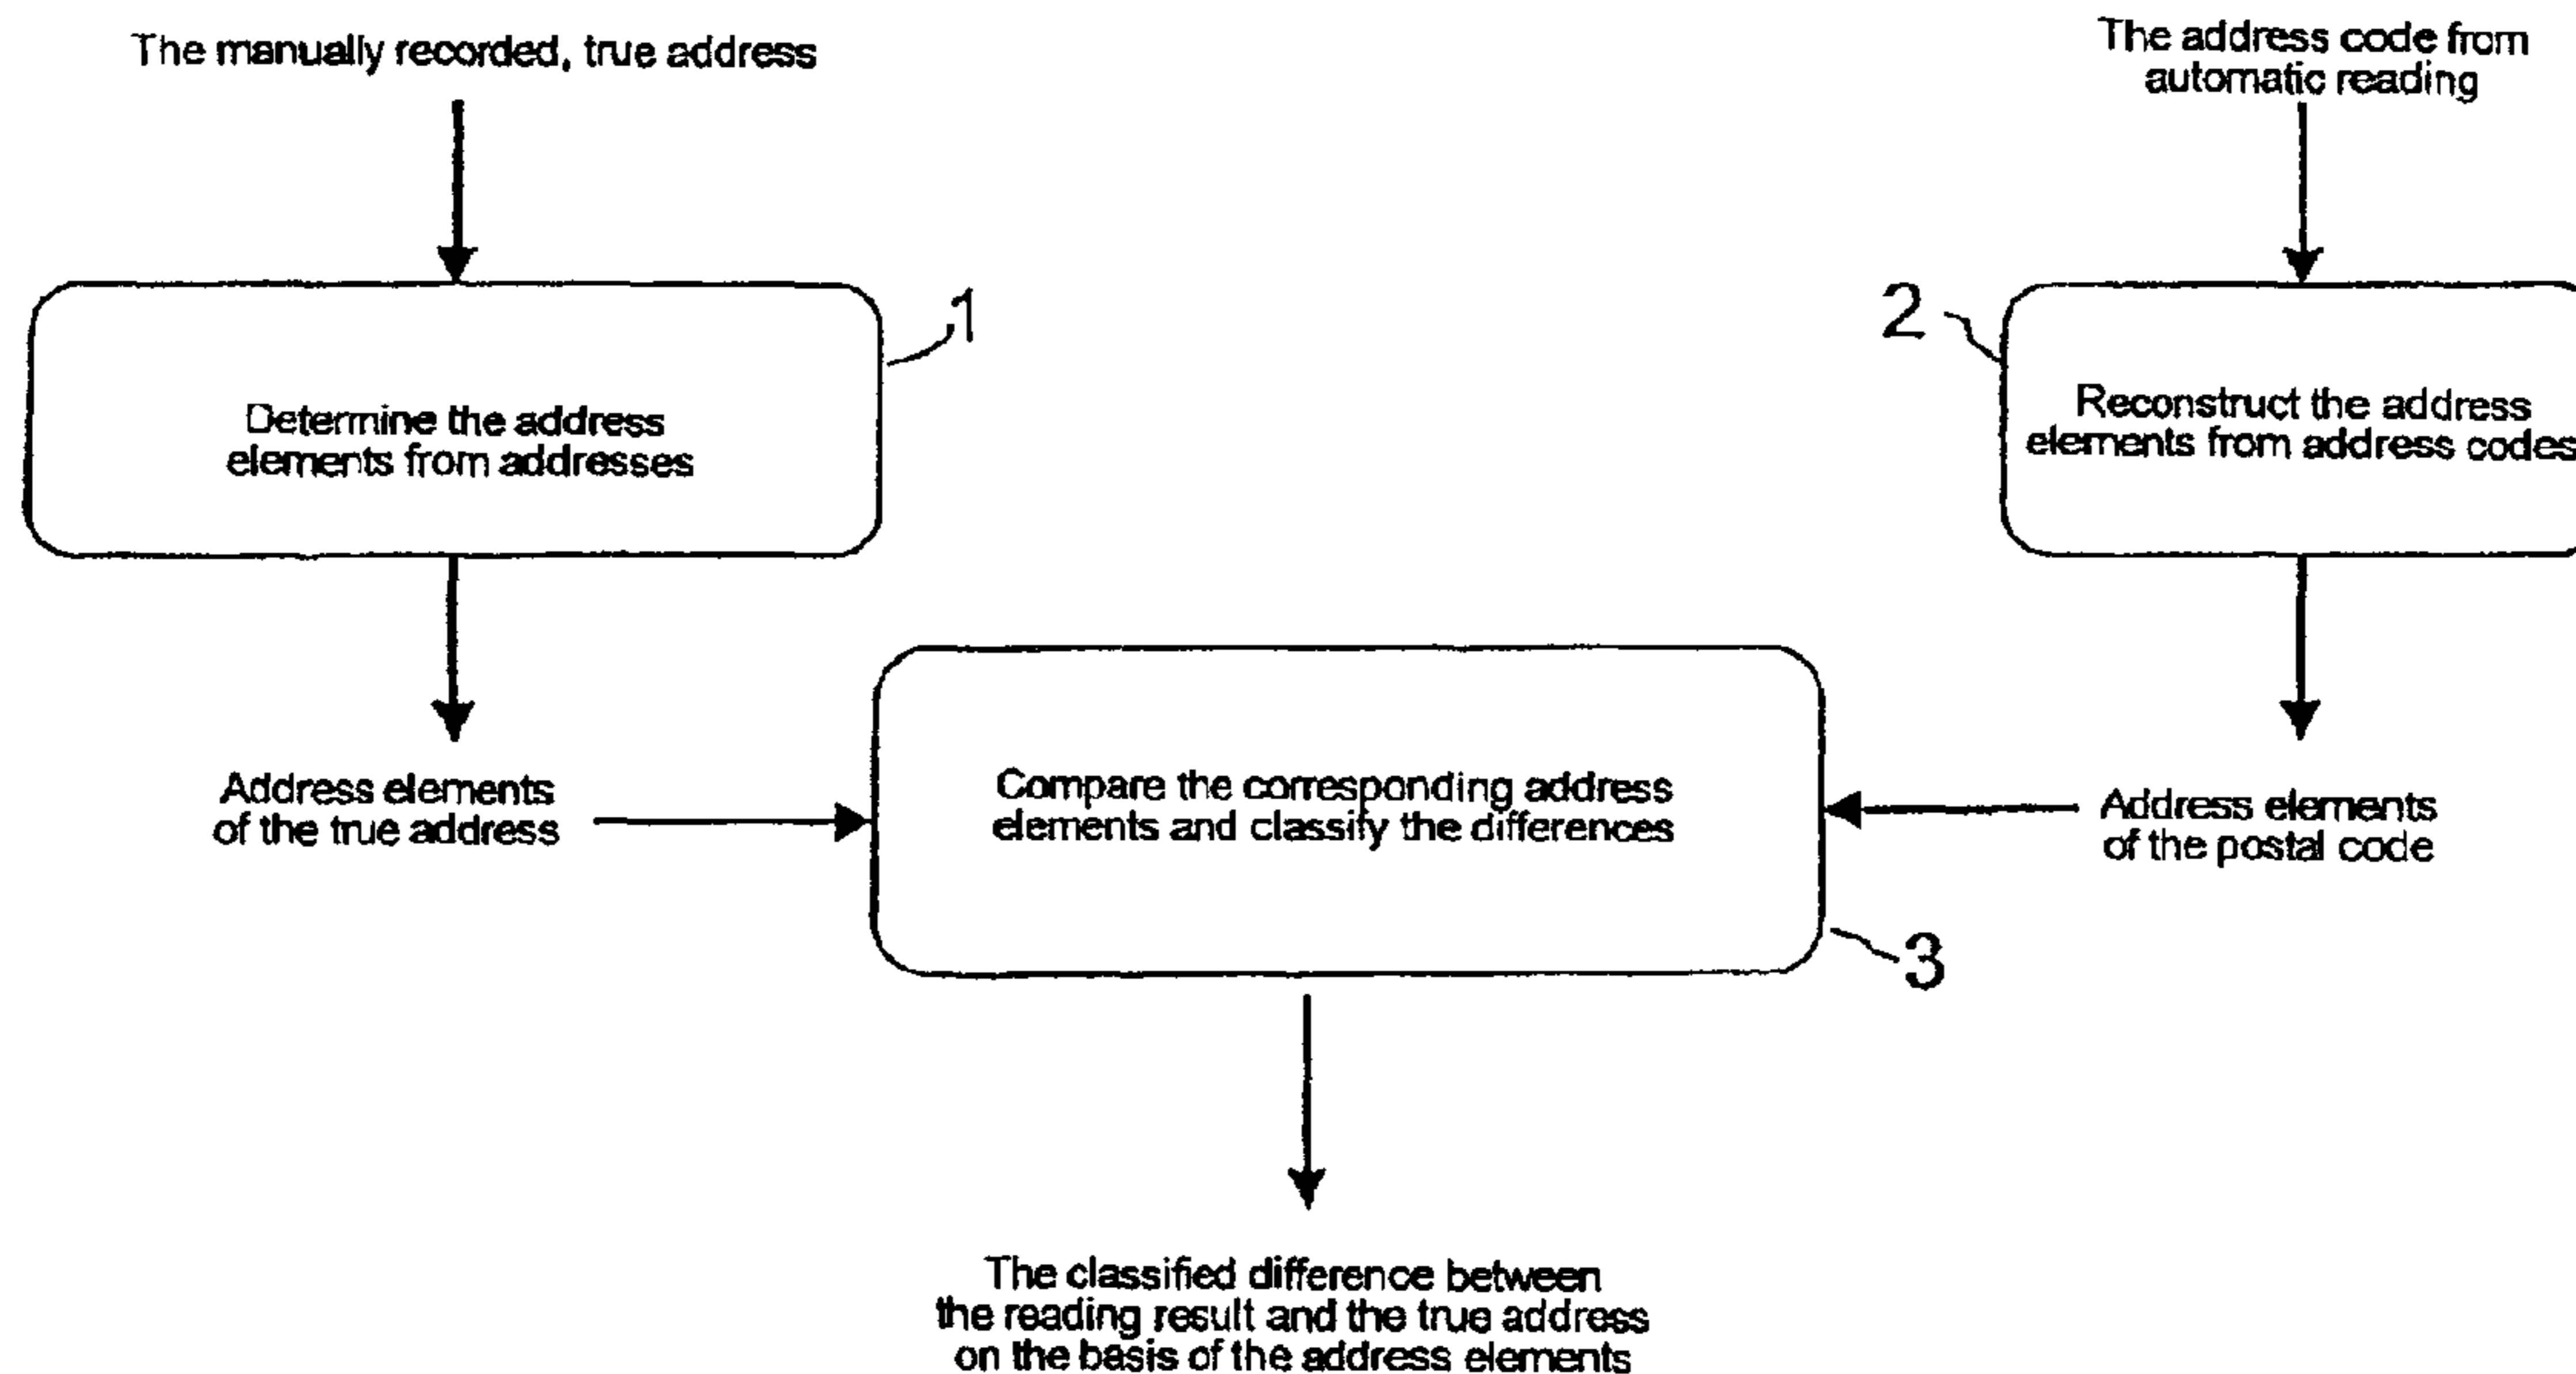 The manually recorded, true address
The address code from
automatic reading
1
2
Determine the address
elements from addresses
Reconstruct the address
elements from address codes
Address elements
of the true address
Compare the corresponding address
elements and classify the differences
Address elements
of the postal code
3
The classified difference between
the reading result and the true address
on the basis of the address elements